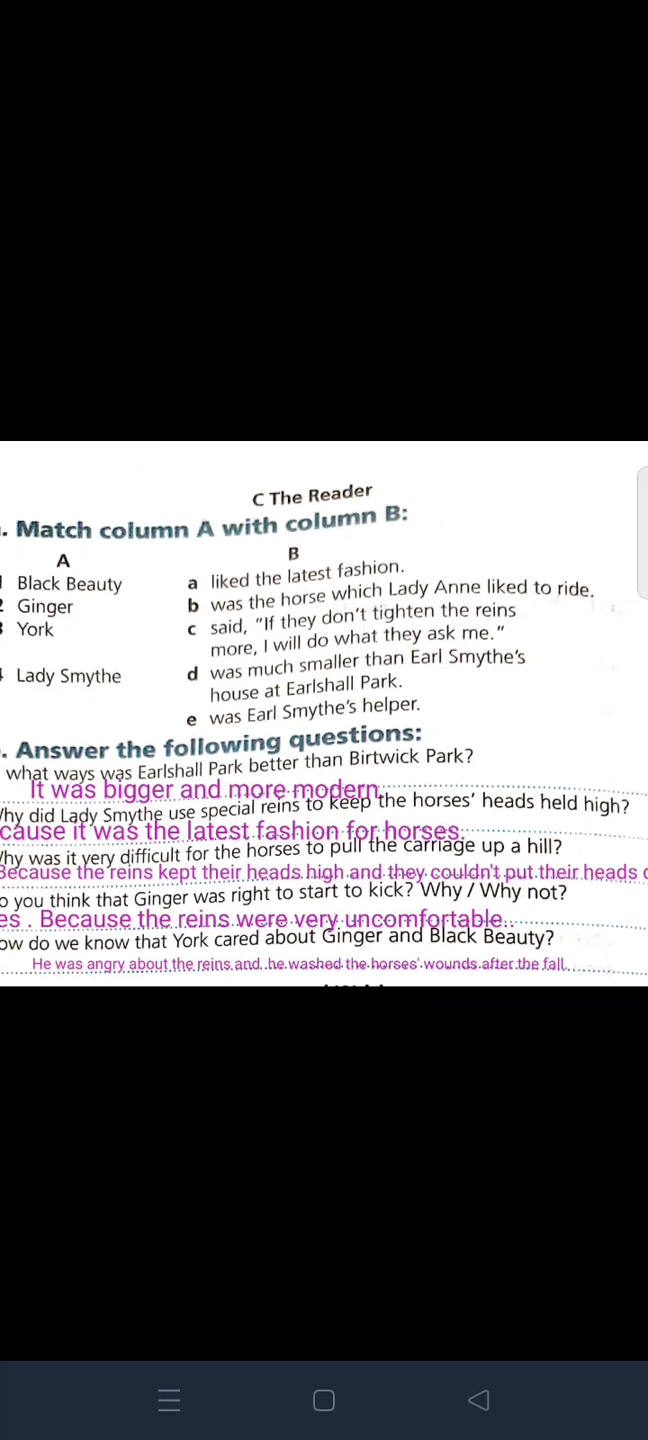 C The Reader
. Match column A with column B:
A B
Black Beauty a liked the latest fashion.
Ginger b was the horse which Lady Anne liked to ride.
York c said, "If they don't tighten the reins
more, I will do what they ask me."
Lady Smythe d was much smaller than Earl Smythe's
house at Earlshall Park.
e was Earl Smythe's helper.
. Answer the following questions:
what ways was Earlshall Park better than Birtwick Park?
It was bigger and more modern.
hy did Lady Smythe use special reins to keep the horses' heads held high?
cause it was the latest fashion for horses.
hy was it very difficult for the horses to pull the carriage up a hill?
Because the reins kept their heads high and they couldn't put their heads
o you think that Ginger was right to start to kick? Why / Why not?
es . Because the reins were very uncomfortable.
ow do we know that York cared about Ginger and Black Beauty?
He was angry about the reins and he washed the horses' wounds after the fall.